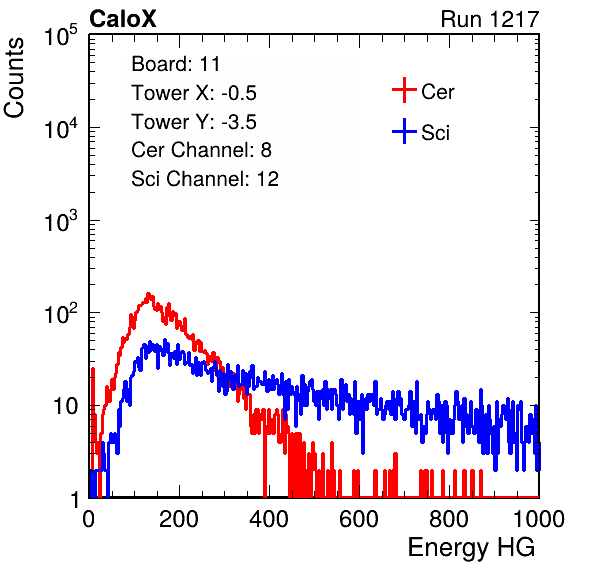 CaloX Run 1217
Counts
10^5
10^4
10^3
10^2
10
1
Board: 11
Tower X: -0.5
Tower Y: -3.5
Cer Channel: 8
Sci Channel: 12
Cer
Sci
0 200 400 600 800 1000
Energy HG